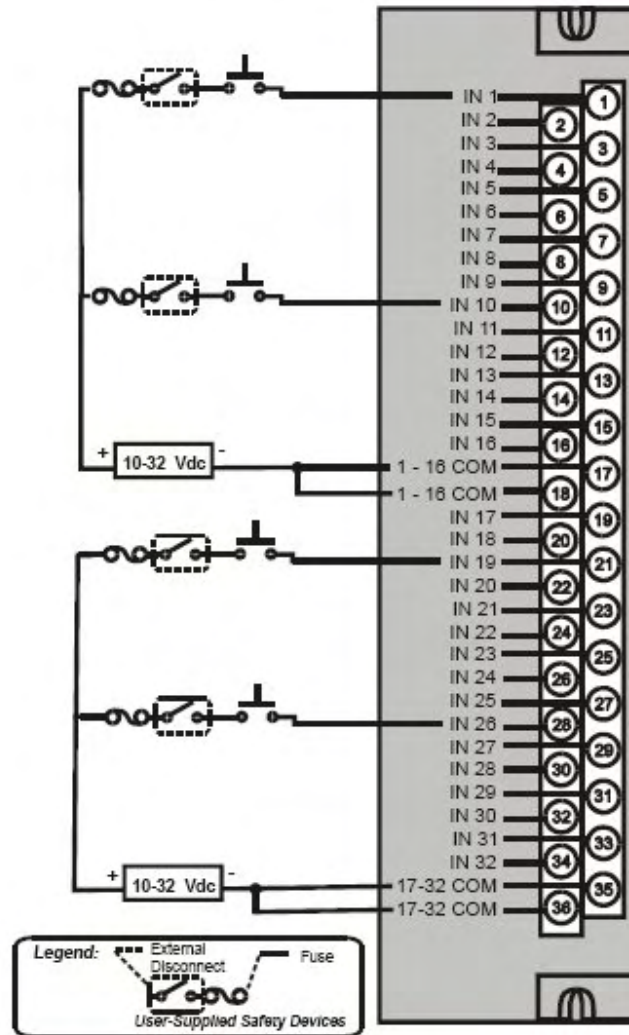 IN 1
1
IN 2
2
IN 3
3
IN 4
4
IN 5
5
IN 6
6
IN 7
7
IN 8
8
IN 9
9
IN 10
10
IN 11
11
IN 12
12
IN 13
13
IN 14
14
IN 15
15
IN 16
16
+ 10-32 Vdc -
1 - 16 COM
17
1 - 16 COM
18
IN 17
19
IN 18
20
IN 19
21
IN 20
22
IN 21
23
IN 22
24
IN 23
25
IN 24
26
IN 25
27
IN 26
28
IN 27
29
IN 28
30
IN 29
31
IN 30
32
IN 31
33
IN 32
34
+ 10-32 Vdc -
17-32 COM
35
17-32 COM
36
Legend:
External
Disconnect
Fuse
User-Supplied Safety Devices